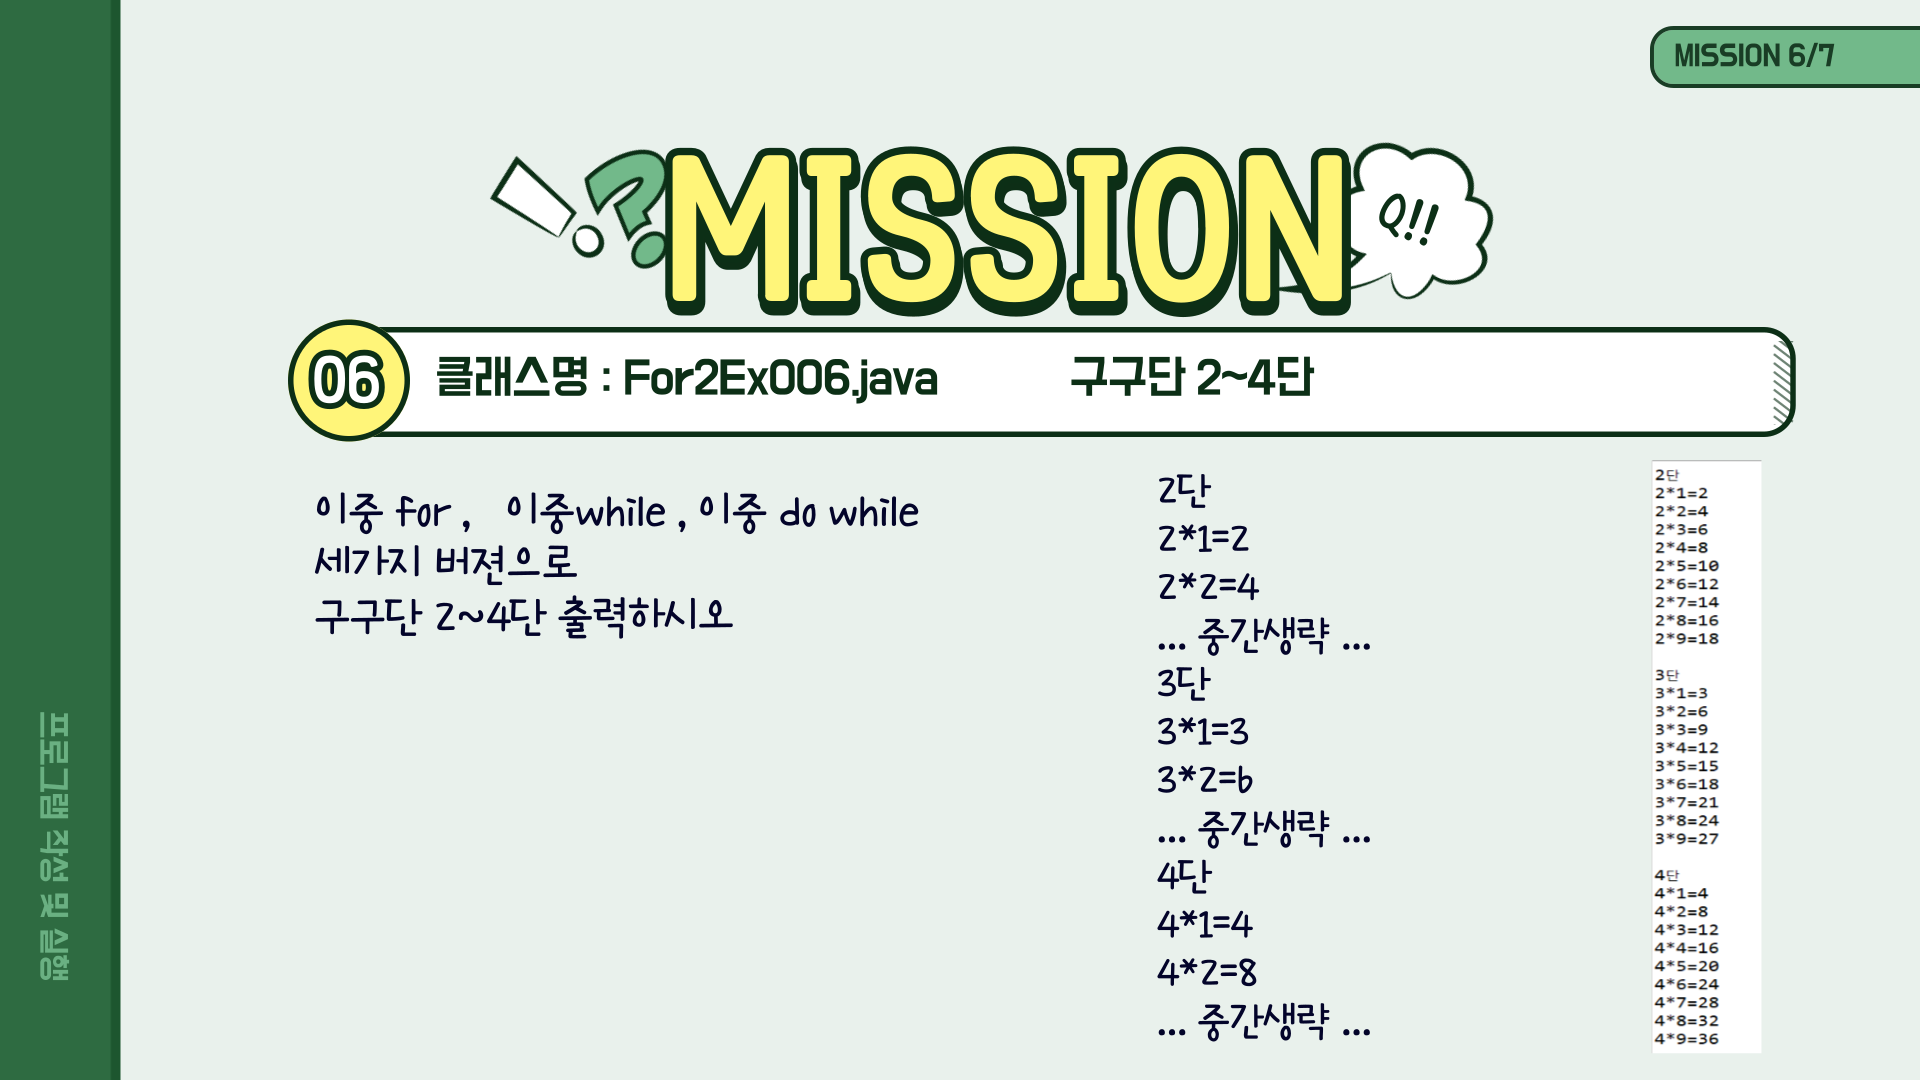 MISSION 6/7
MISSION
Q!!
06
클래스명 : For2Ex006.java 구구단 2~4단
이중 for , 이중while , 이중 do while
세가지 버젼으로
구구단 2~4단 출력하시오
2단
2*1=2
2*2=4
... 중간생략 ...
3단
3*1=3
3*2=6
... 중간생략 ...
4단
4*1=4
4*2=8
... 중간생략 ...
2단
2*1=2
2*2=4
2*3=6
2*4=8
2*5=10
2*6=12
2*7=14
2*8=16
2*9=18
3단
3*1=3
3*2=6
3*3=9
3*4=12
3*5=15
3*6=18
3*7=21
3*8=24
3*9=27
4단
4*1=4
4*2=8
4*3=12
4*4=16
4*5=20
4*6=24
4*7=28
4*8=32
4*9=36
프로그램 작성 및 실행